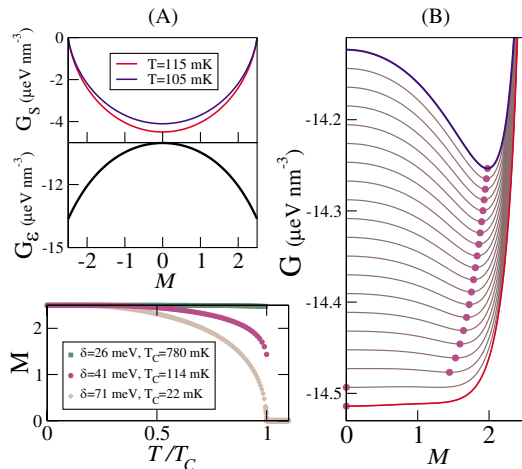 (A)
0
-2
-4
G_S (μeV nm⁻³)
T=115 mK
T=105 mK
-12
-15
G_ε (μeV nm⁻³)
-2 -1 0 1 2
M
2
0
M
δ=26 meV, T_C=780 mK
δ=41 meV, T_C=114 mK
δ=71 meV, T_C=22 mK
0 0.5 1
T/T_C
(B)
-14.2
-14.3
-14.4
-14.5
G (μeV nm⁻³)
0 1 2
M